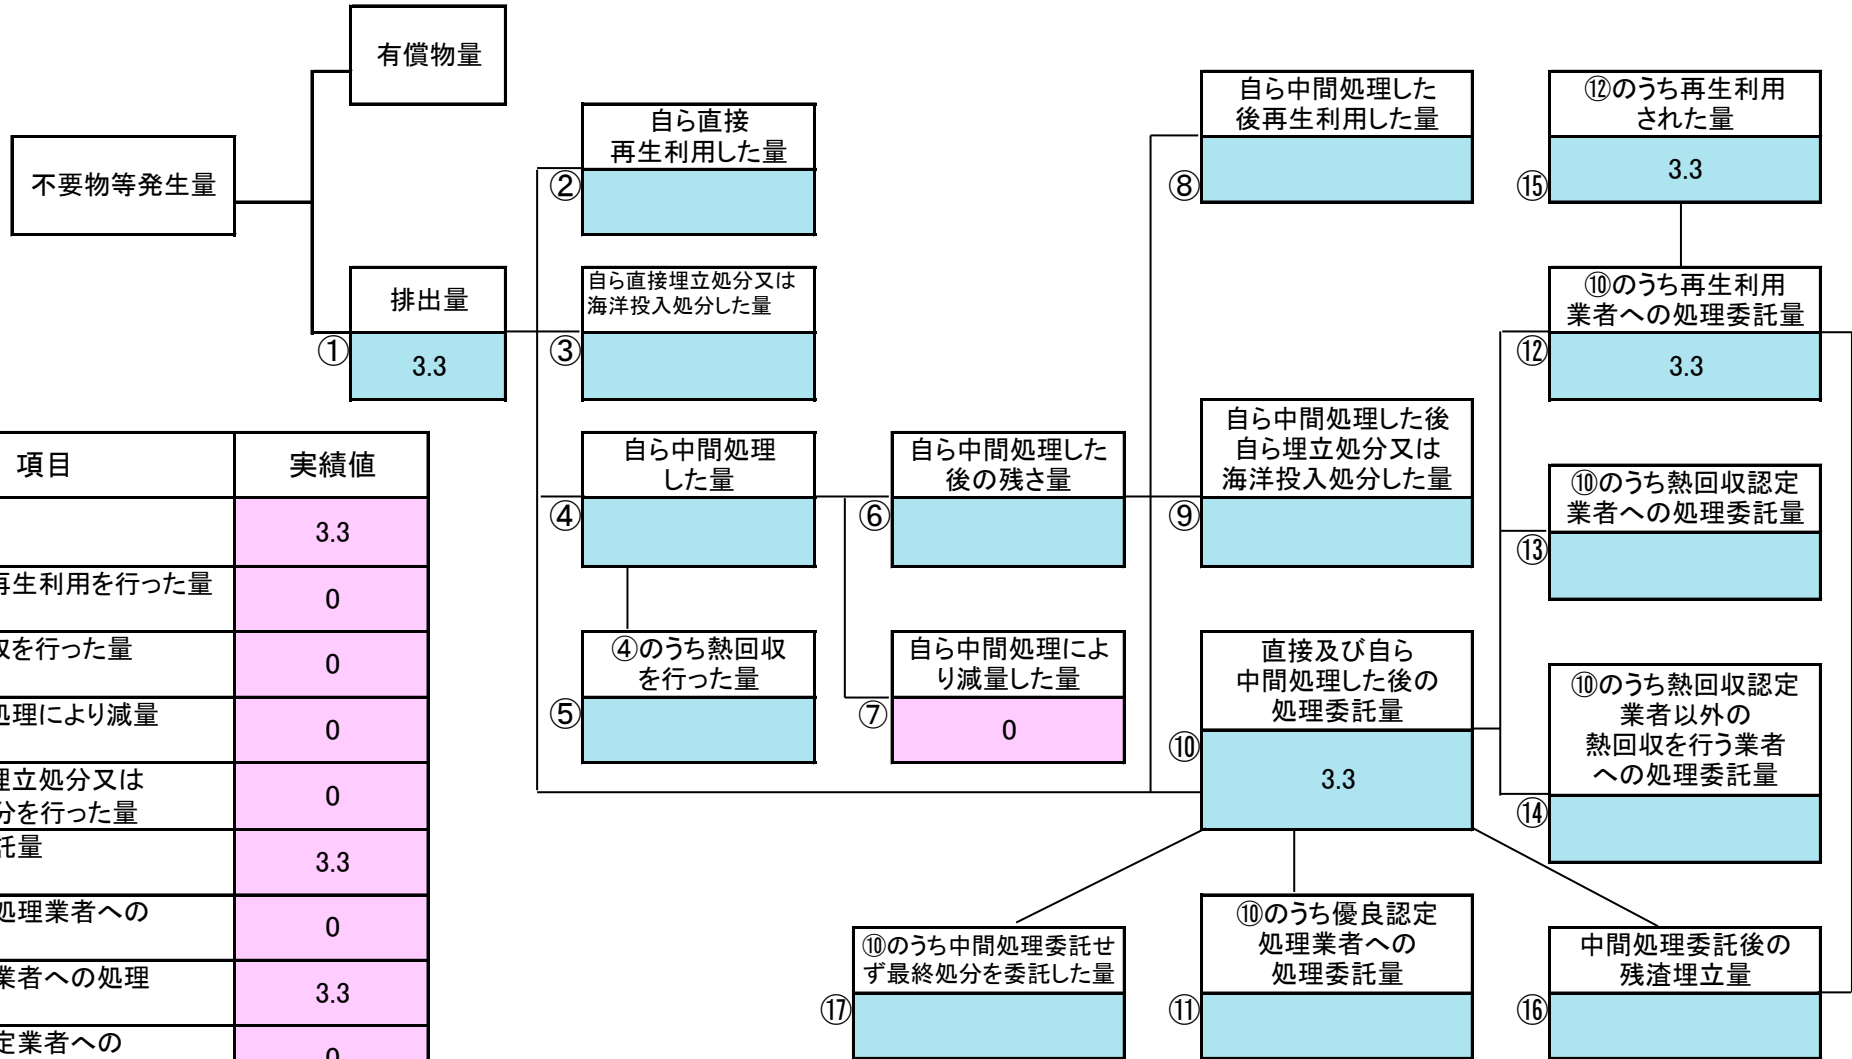 有償物量
不要物等発生量
排出量
①
3.3
自ら直接
再生利用した量
②
自ら直接埋立処分又は
海洋投入処分した量
③
自ら中間処理
した量
④
④のうち熱回収
を行った量
⑤
自ら中間処理した
後の残さ量
⑥
自ら中間処理によ
り減量した量
⑦
0
自ら中間処理した
後再生利用した量
⑧
自ら中間処理した後
自ら埋立処分又は
海洋投入処分した量
⑨
直接及び自ら
中間処理した後の
処理委託量
⑩
3.3
⑫のうち再生利用
された量
⑮
3.3
⑩のうち再生利用
業者への処理委託量
⑫
3.3
⑩のうち熱回収認定
業者への処理委託量
⑬
⑩のうち熱回収認定
業者以外の
熱回収を行う業者
への処理委託量
⑭
⑩のうち中間処理委託せ
ず最終処分を委託した量
⑰
⑩のうち優良認定
処理業者への
処理委託量
⑪
中間処理委託後の
残渣埋立量
⑯
項目 実績値
3.3
再生利用を行った量 0
を行った量 0
処理により減量 0
埋立処分又は
分を行った量 0
託量 3.3
処理業者への 0
業者への処理 3.3
定業者への 0